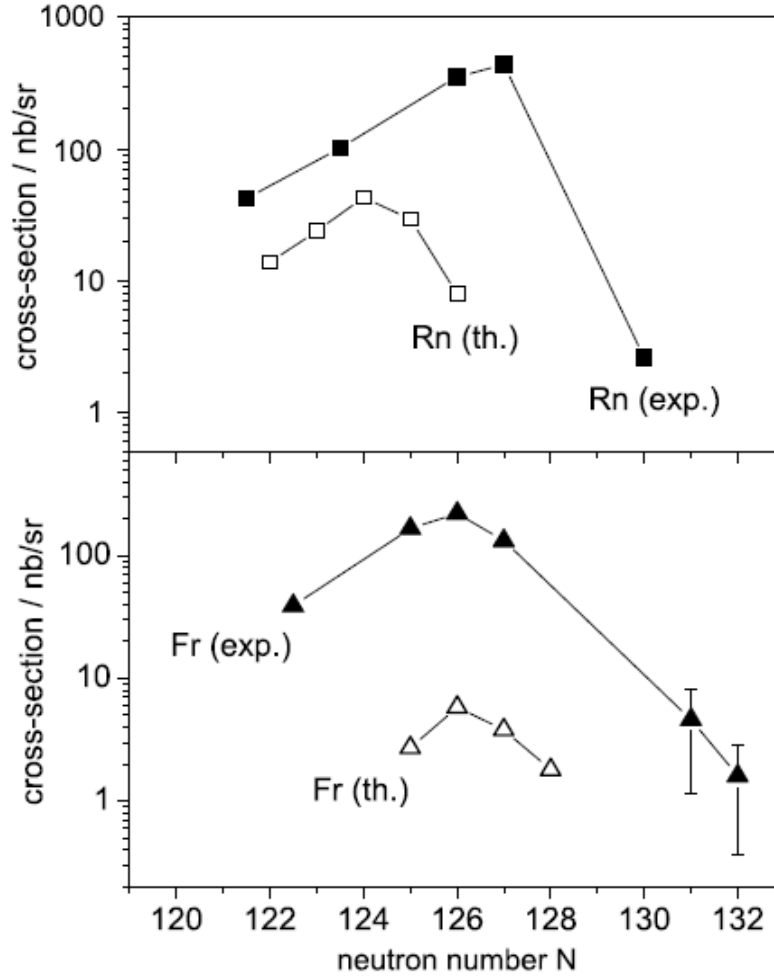 1000
100
10
1
cross-section / nb/sr
Rn (th.)
Rn (exp.)
100
10
1
cross-section / nb/sr
Fr (exp.)
Fr (th.)
120 122 124 126 128 130 132
neutron number N